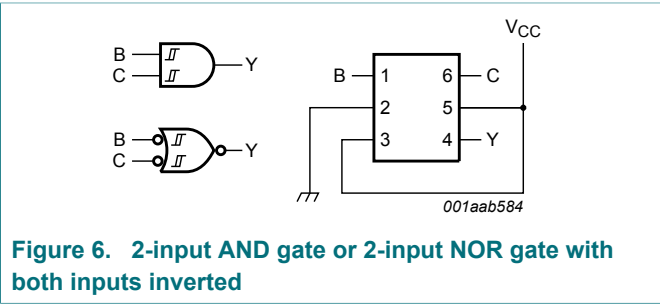 B
C
Y
B
C
Y
VCC
B 1 6 C
2 5
3 4 Y
001aab584
Figure 6. 2-input AND gate or 2-input NOR gate with
both inputs inverted